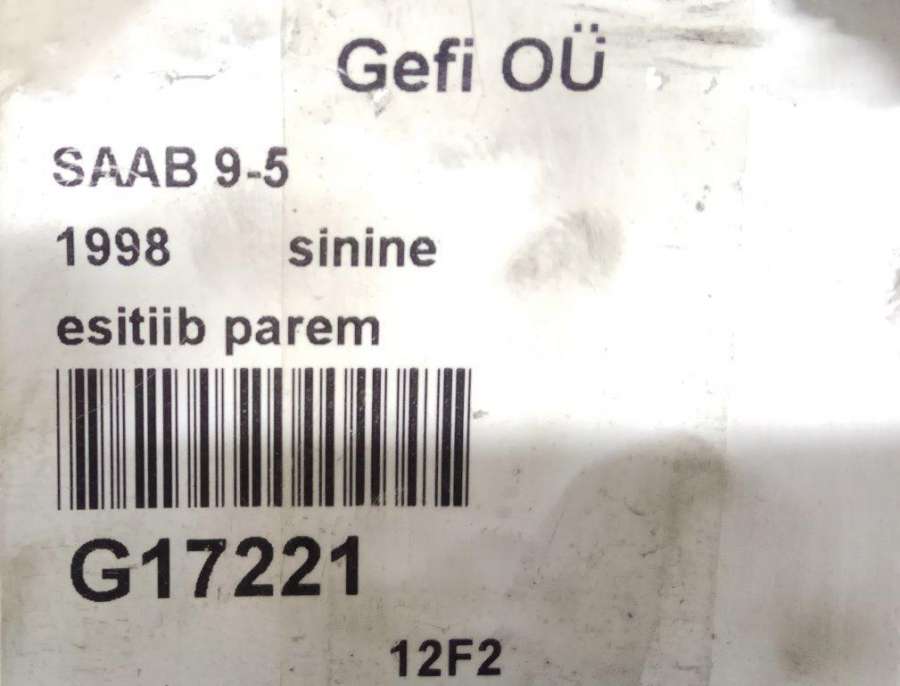 Gefi OÜ
SAAB 9-5
1998 sinine
esitiib parem
G17221
12F2